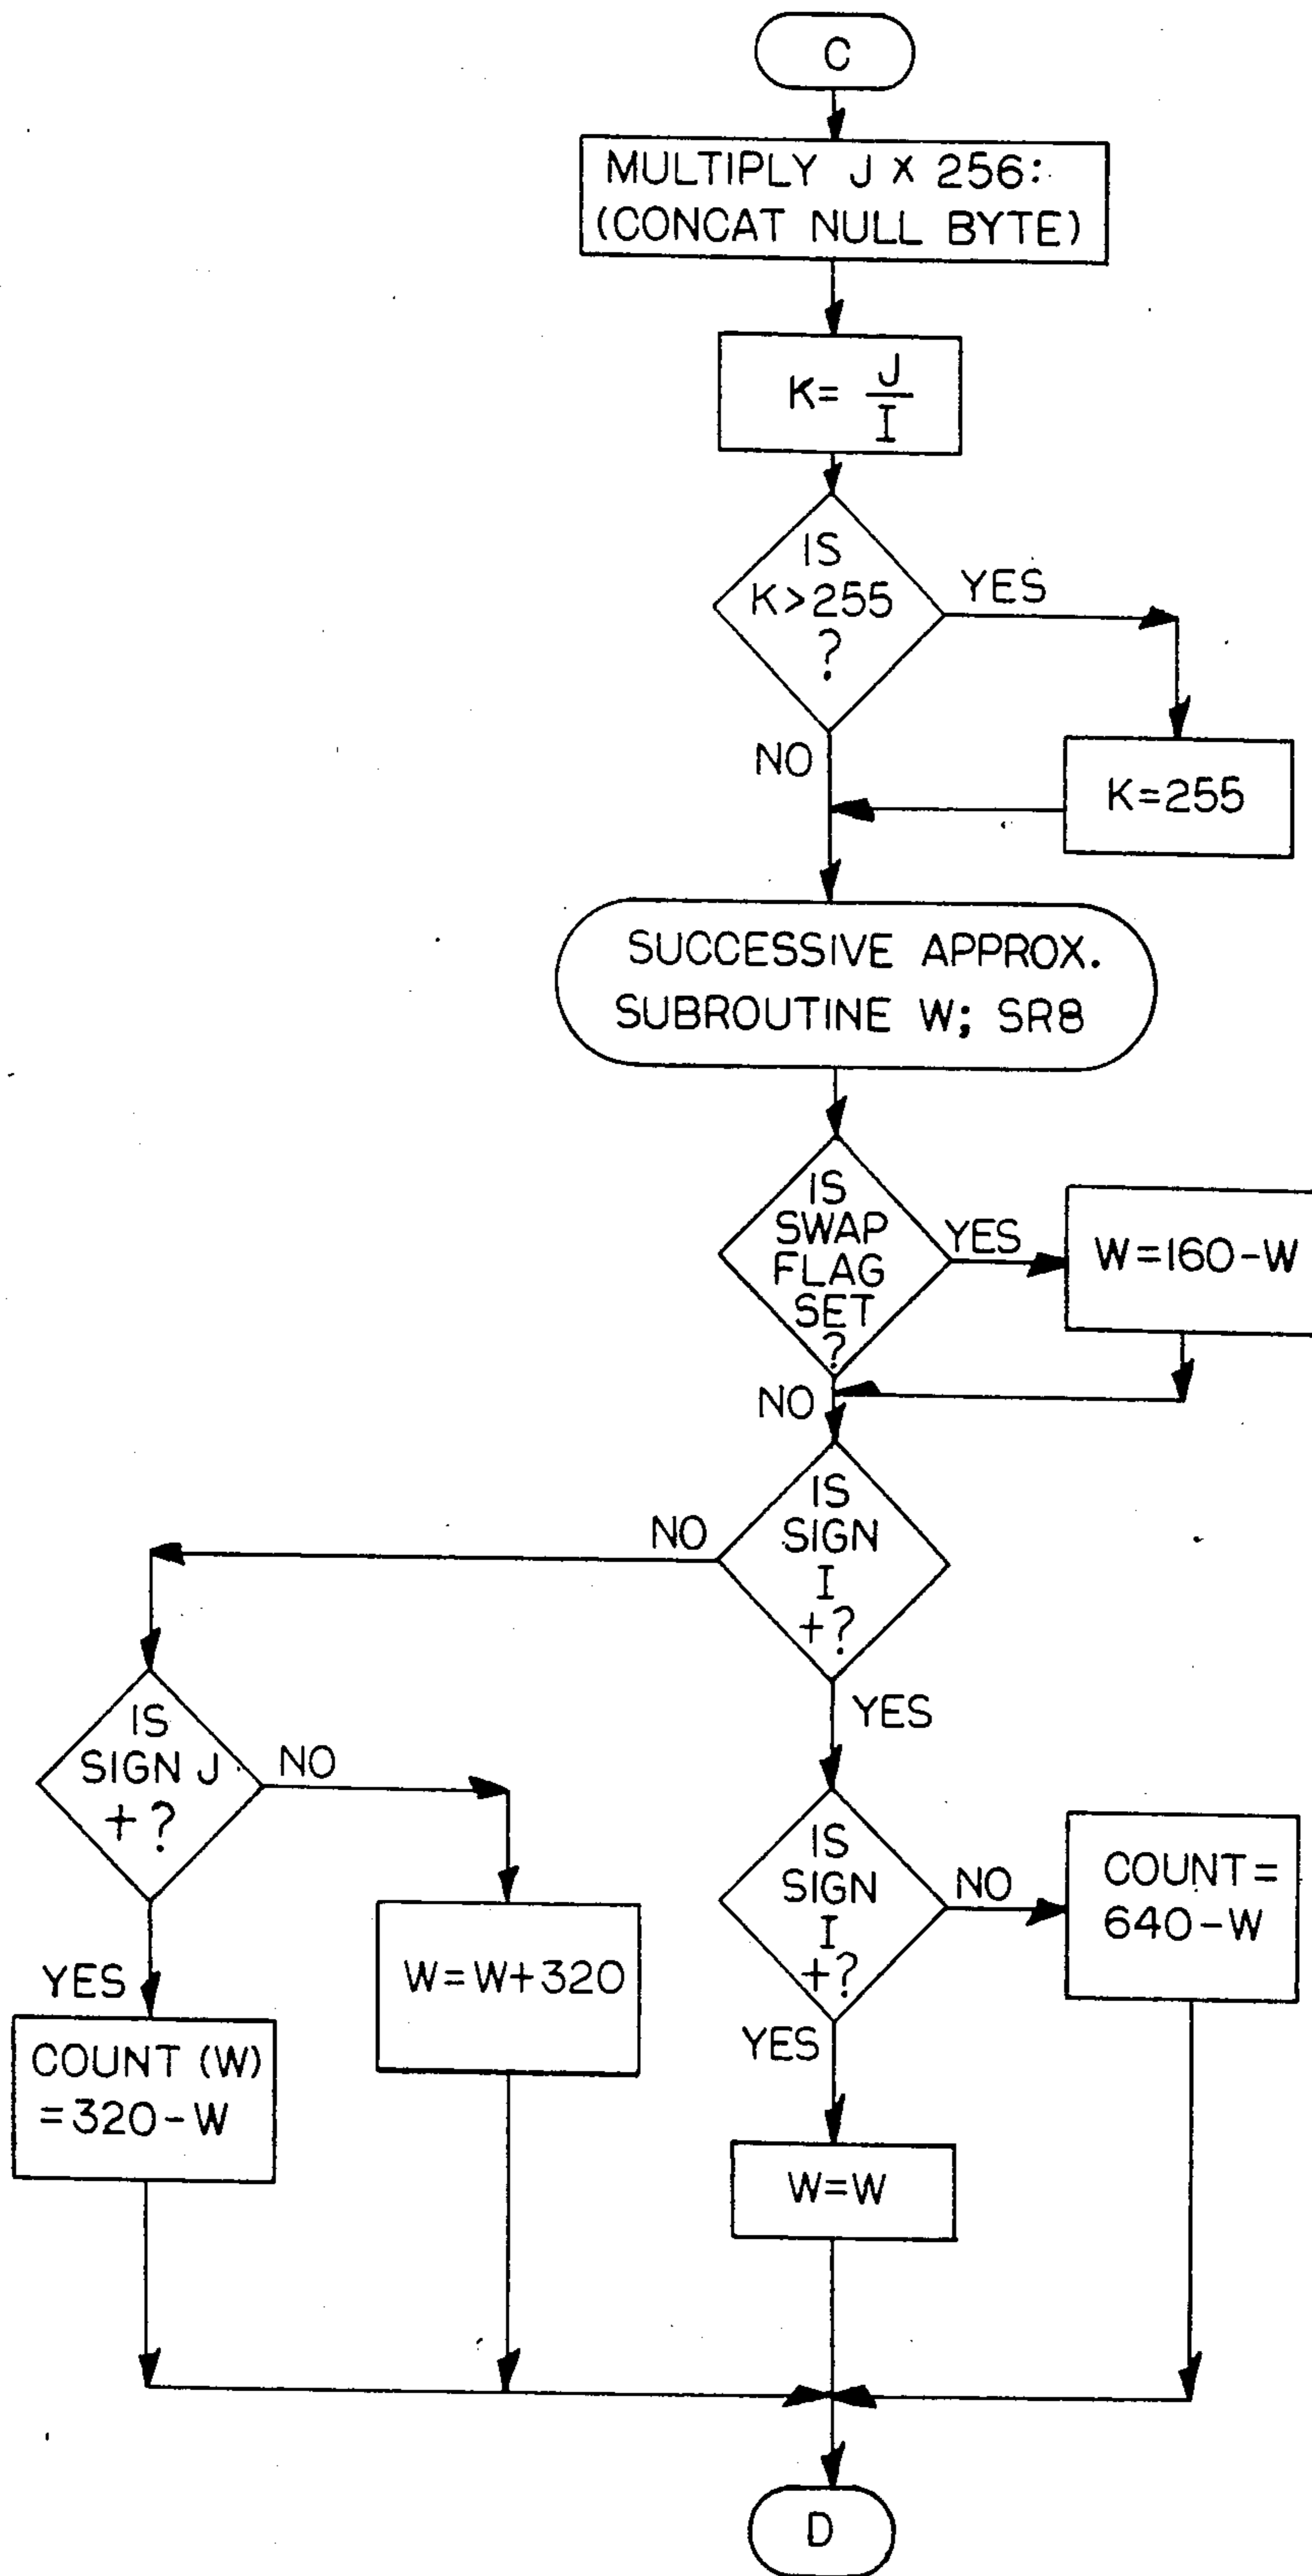 C
MULTIPLY J X 256:
(CONCAT NULL BYTE)
K= J
I
IS
K>255
?
YES
NO
K=255
SUCCESSIVE APPROX.
SUBROUTINE W; SR8
IS
SWAP
FLAG
SET
?
YES
W=160-W
NO
IS
SIGN
I
+?
NO
YES
IS
SIGN J
+?
NO
YES
W=W+320
COUNT (W)
=320-W
IS
SIGN
I
+?
NO
COUNT=
640-W
YES
W=W
D